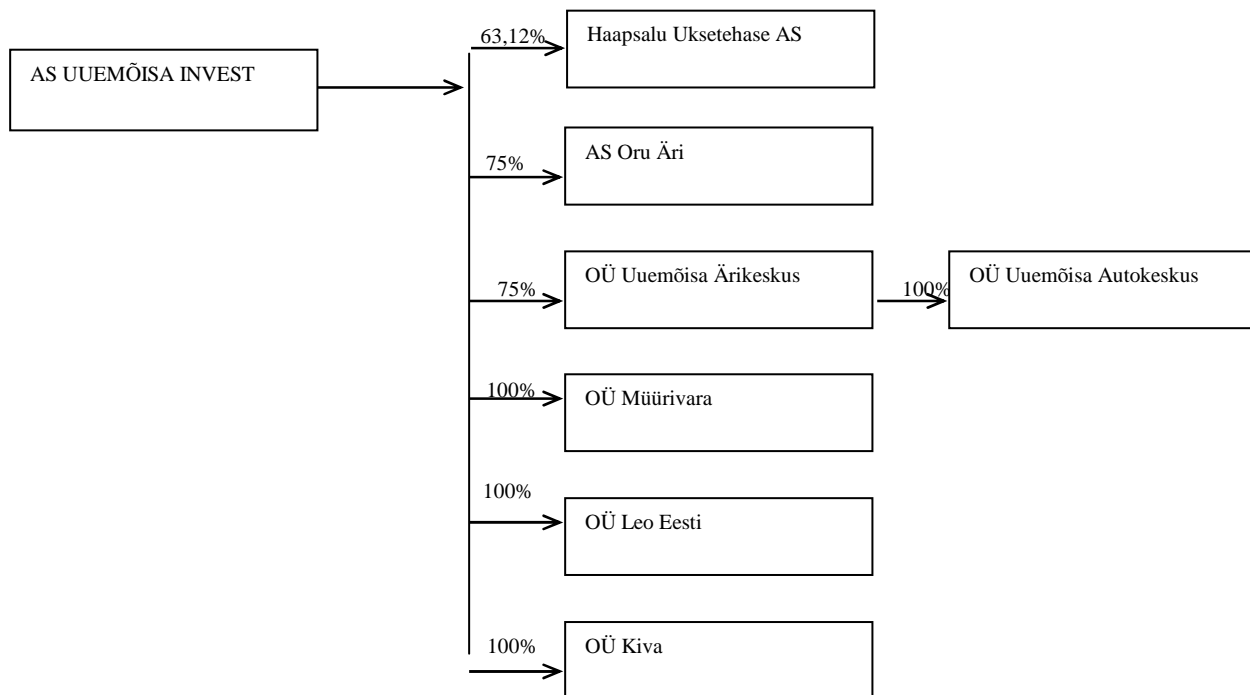 63,12%
Haapsalu Uksetehase AS
AS UUEMÕISA INVEST
75%
AS Oru Äri
75%
OÜ Uuemõisa Ärikeskus
100%
OÜ Uuemõisa Autokeskus
100%
OÜ Müürivara
100%
OÜ Leo Eesti
100%
OÜ Kiva